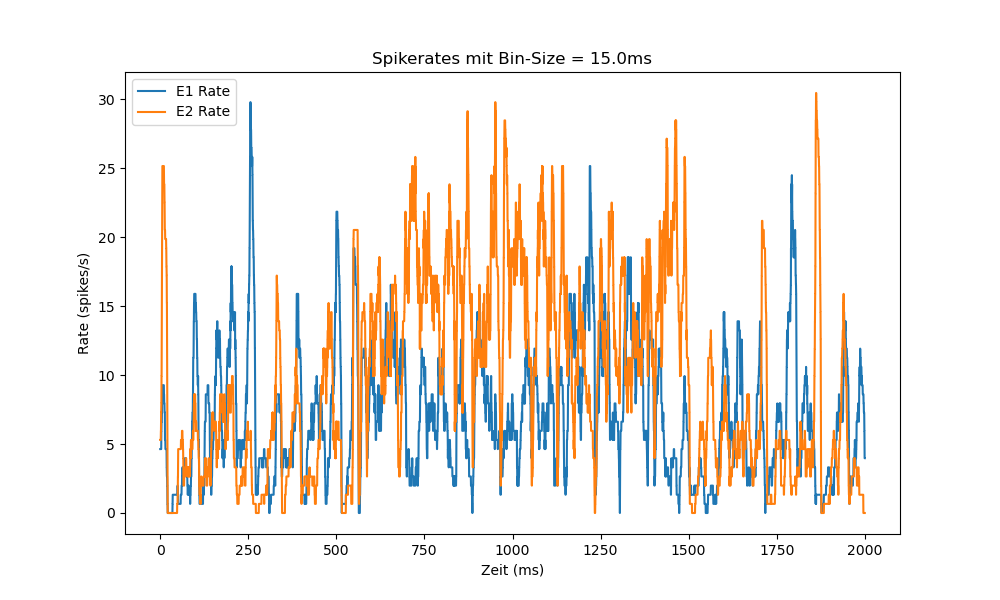 Spikerates mit Bin-Size = 15.0ms
E1 Rate
E2 Rate
30
25
20
15
10
5
0
Rate (spikes/s)
0 250 500 750 1000 1250 1500 1750 2000
Zeit (ms)